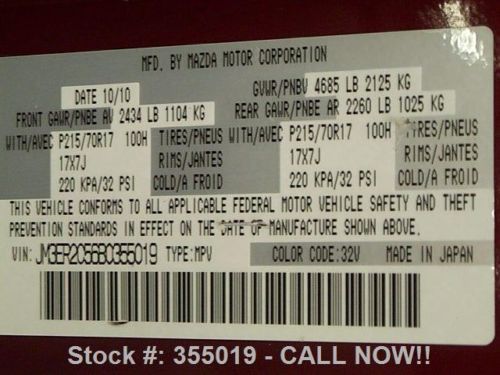 MFD. BY MAZDA MOTOR CORPORATION
DATE 10/10 GVWR/PNBV 4685 LB 2125 KG
FRONT GAWR/PNBE AV 2434 LB 1104 KG REAR GAWR/PNBE AR 2260 LB 1025 KG
WITH/AVEC P215/70R17 100H TIRES/PNEUS WITH/AVEC P215/70R17 100H TIRES/PNEUS
17X7J RIMS/JANTES 17X7J RIMS/JANTES
220 KPA/32 PSI COLD/A FROID 220 KPA/32 PSI COLD/A FROID
THIS VEHICLE CONFORMS TO ALL APPLICABLE FEDERAL MOTOR VEHICLE SAFETY AND THEFT
PREVENTION STANDARDS IN EFFECT ON THE DATE OF MANUFACTURE SHOWN ABOVE.
VIN: JM3ER2C56B0355019 TYPE: MPV COLOR CODE: 32V MADE IN JAPAN
Stock #: 355019 - CALL NOW!!